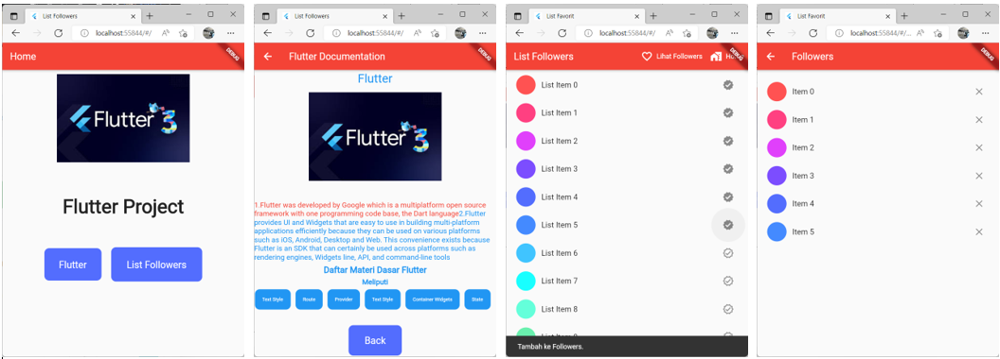 List Followers
localhost:55844/#/
Home
DEBUG
Flutter 3
Flutter Project
Flutter
List Followers
List Followers
localhost:55844/#/
Flutter Documentation
DEBUG
Flutter
Flutter 3
1.Flutter was developed by Google which is a multiplatform open source
framework with one programming code base, the Dart language2.Flutter
provides UI and Widgets that are easy to use in building multi-platform
applications efficiently because they can be used on various platforms
such as iOS, Android, Desktop and Web. This convenience exists because
Flutter is an SDK that can certainly be used across platforms such as
rendering engines, Widgets line, API, and command-line tools
Daftar Materi Dasar Flutter
Meliputi
Text Style
Route
Provider
Text Style
Container Widgets
State
Back
List Favorit
localhost:55844/#/
List Followers
Lihat Followers
DEBUG
List Item 0
List Item 1
List Item 2
List Item 3
List Item 4
List Item 5
List Item 6
List Item 7
List Item 8
List Item 9
Tambah ke Followers.
List Favorit
localhost:55844/#/...
Followers
DEBUG
Item 0
Item 1
Item 2
Item 3
Item 4
Item 5